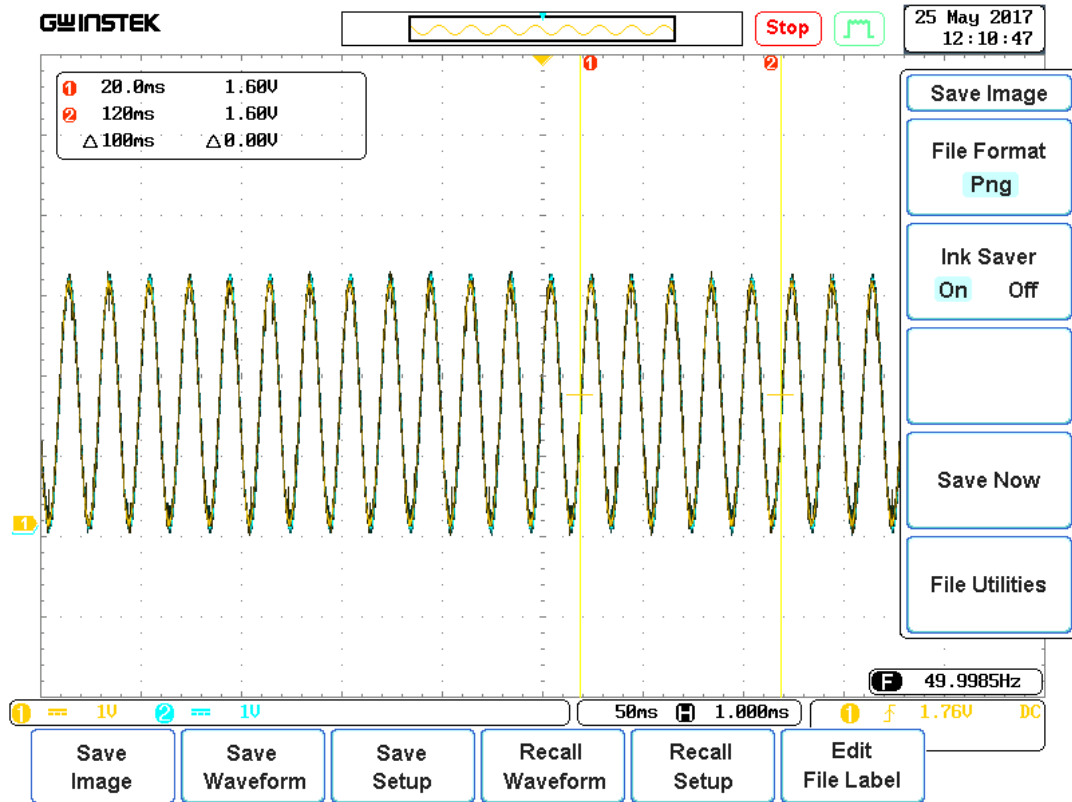 GWINSTEK
Stop
25 May 2017
12:10:47
1 20.0ms 1.60V
2 120ms 1.60V
△100ms △0.00V
1
2
Save Image
File Format
Png
Ink Saver
On Off
Save Now
File Utilities
1
F 49.9985Hz
1 1V 2 1V
50ms H 1.000ms
1 1.76V DC
Save
Image
Save
Waveform
Save
Setup
Recall
Waveform
Recall
Setup
Edit
File Label